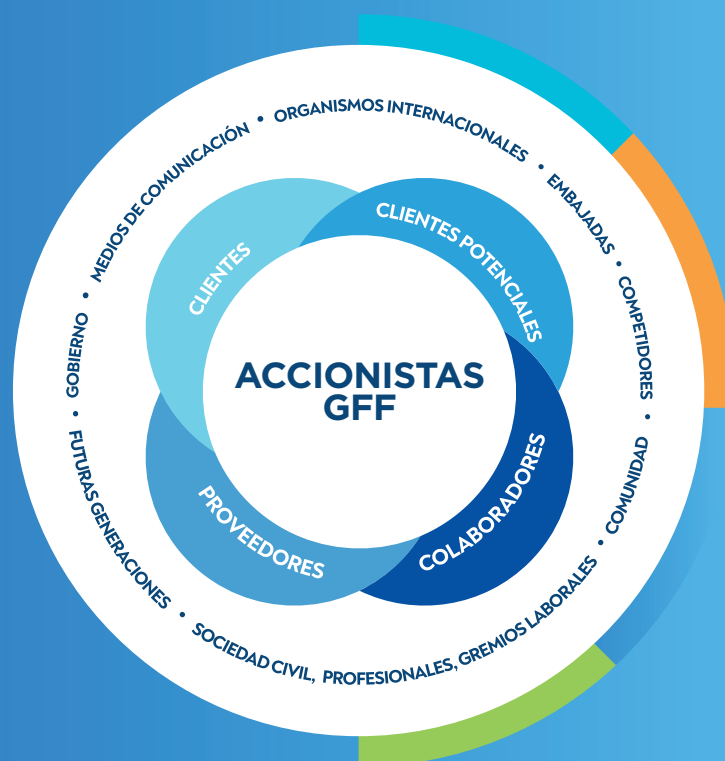 ORGANISMOS INTERNACIONALES • EMBAJADAS • COMPETIDORES • COMUNIDAD • SOCIEDAD CIVIL, PROFESIONALES, GREMIOS LABORALES • FUTURAS GENERACIONES • GOBIERNO • MEDIOS DE COMUNICACIÓN •
CLIENTES
CLIENTES POTENCIALES
COLABORADORES
PROVEEDORES
ACCIONISTAS
GFF